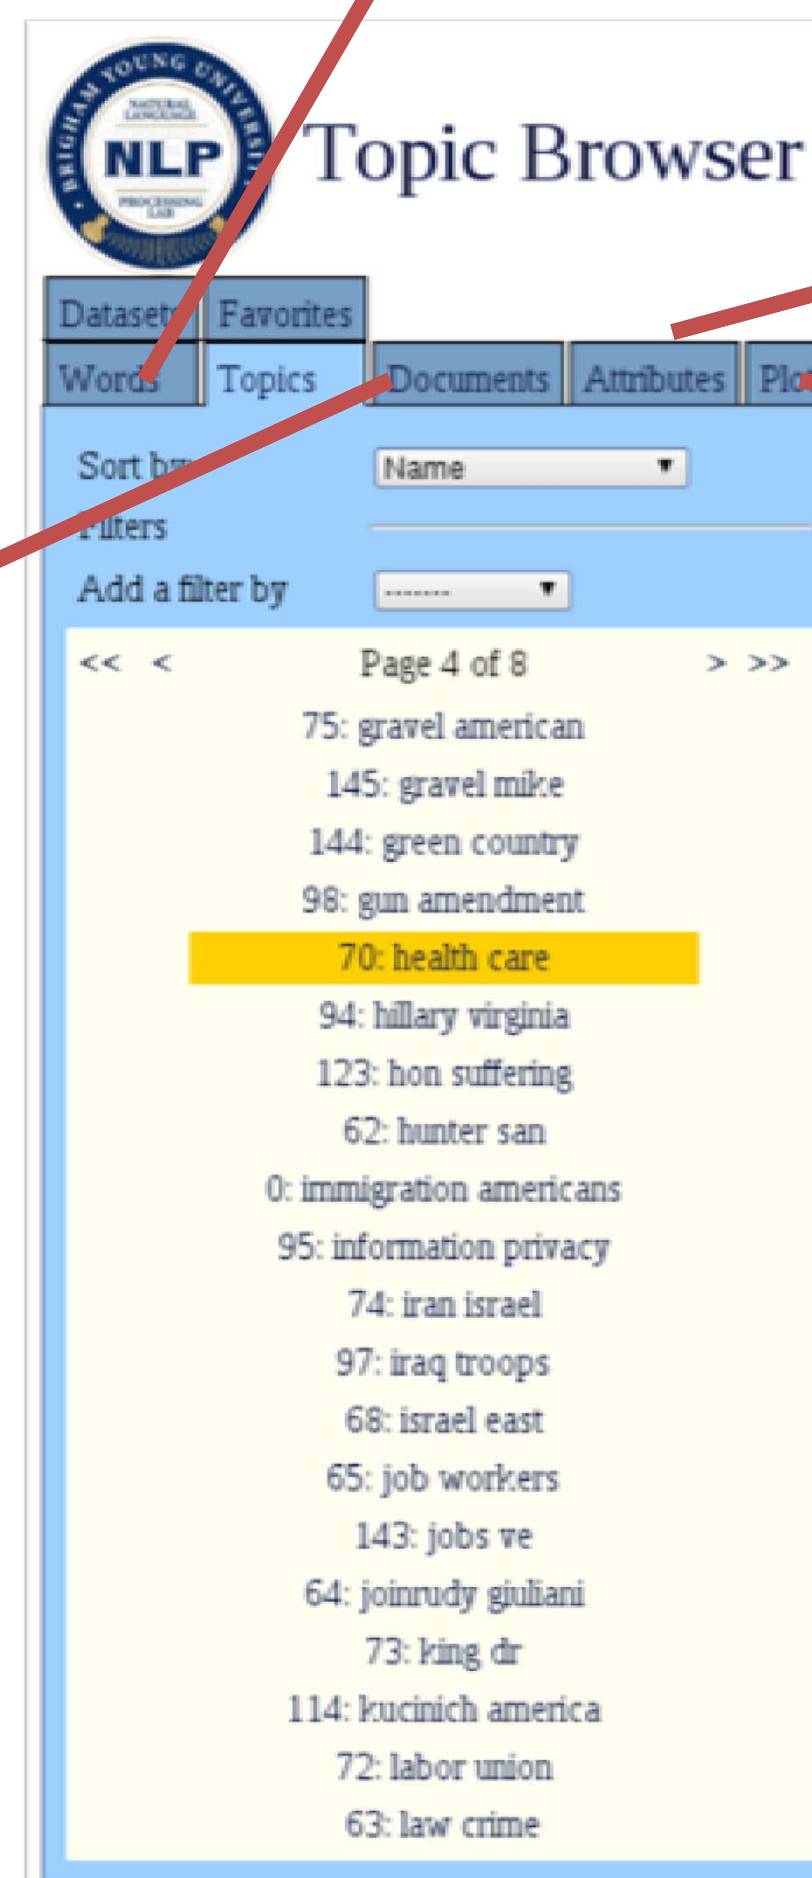 BRIGHAM YOUNG UNIVERSITY
NATURAL
LANGUAGE
NLP
PROCESSING
LAB
Topic Browser
Datasets Favorites
Words Topics Documents Attributes Plo
Sort by Name
Filters
Add a filter by -------
<< < Page 4 of 8 > >>
75: gravel american
145: gravel mike
144: green country
98: gun amendment
70: health care
94: hillary virginia
123: hon suffering
62: hunter san
0: immigration americans
95: information privacy
74: iran israel
97: iraq troops
68: israel east
65: job workers
143: jobs ve
64: joinrudy giuliani
73: king dr
114: kucinich america
72: labor union
63: law crime